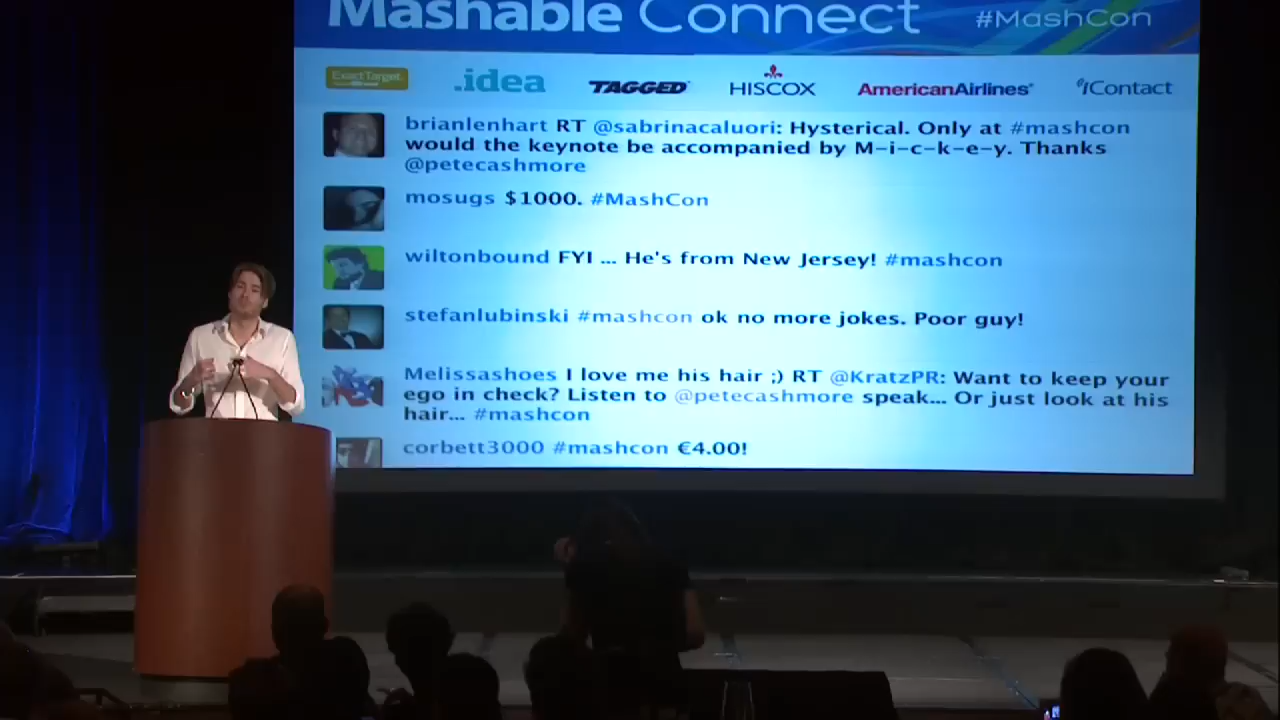 Mashable Connect #MashCon
ExactTarget. .idea TAGGED HISCOX AmericanAirlines iContact
brianlenhart RT @sabrinacaluori: Hysterical. Only at #mashcon
would the keynote be accompanied by M-i-c-k-e-y. Thanks
@petecashmore
mosugs $1000. #MashCon
wiltonbound FYI ... He's from New Jersey! #mashcon
stefanlubinski #mashcon ok no more jokes. Poor guy!
Melissashoes I love me his hair ;) RT @KratzPR: Want to keep your
ego in check? Listen to @petecashmore speak... Or just look at his
hair... #mashcon
corbett3000 #mashcon €4.00!